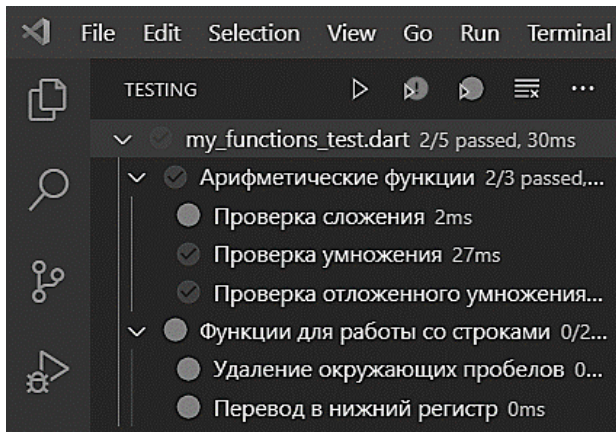 File Edit Selection View Go Run Terminal
TESTING
my_functions_test.dart 2/5 passed, 30ms
Арифметические функции 2/3 passed,...
Проверка сложения 2ms
Проверка умножения 27ms
Проверка отложенного умножения...
Функции для работы со строками 0/2...
Удаление окружающих пробелов 0...
Перевод в нижний регистр 0ms